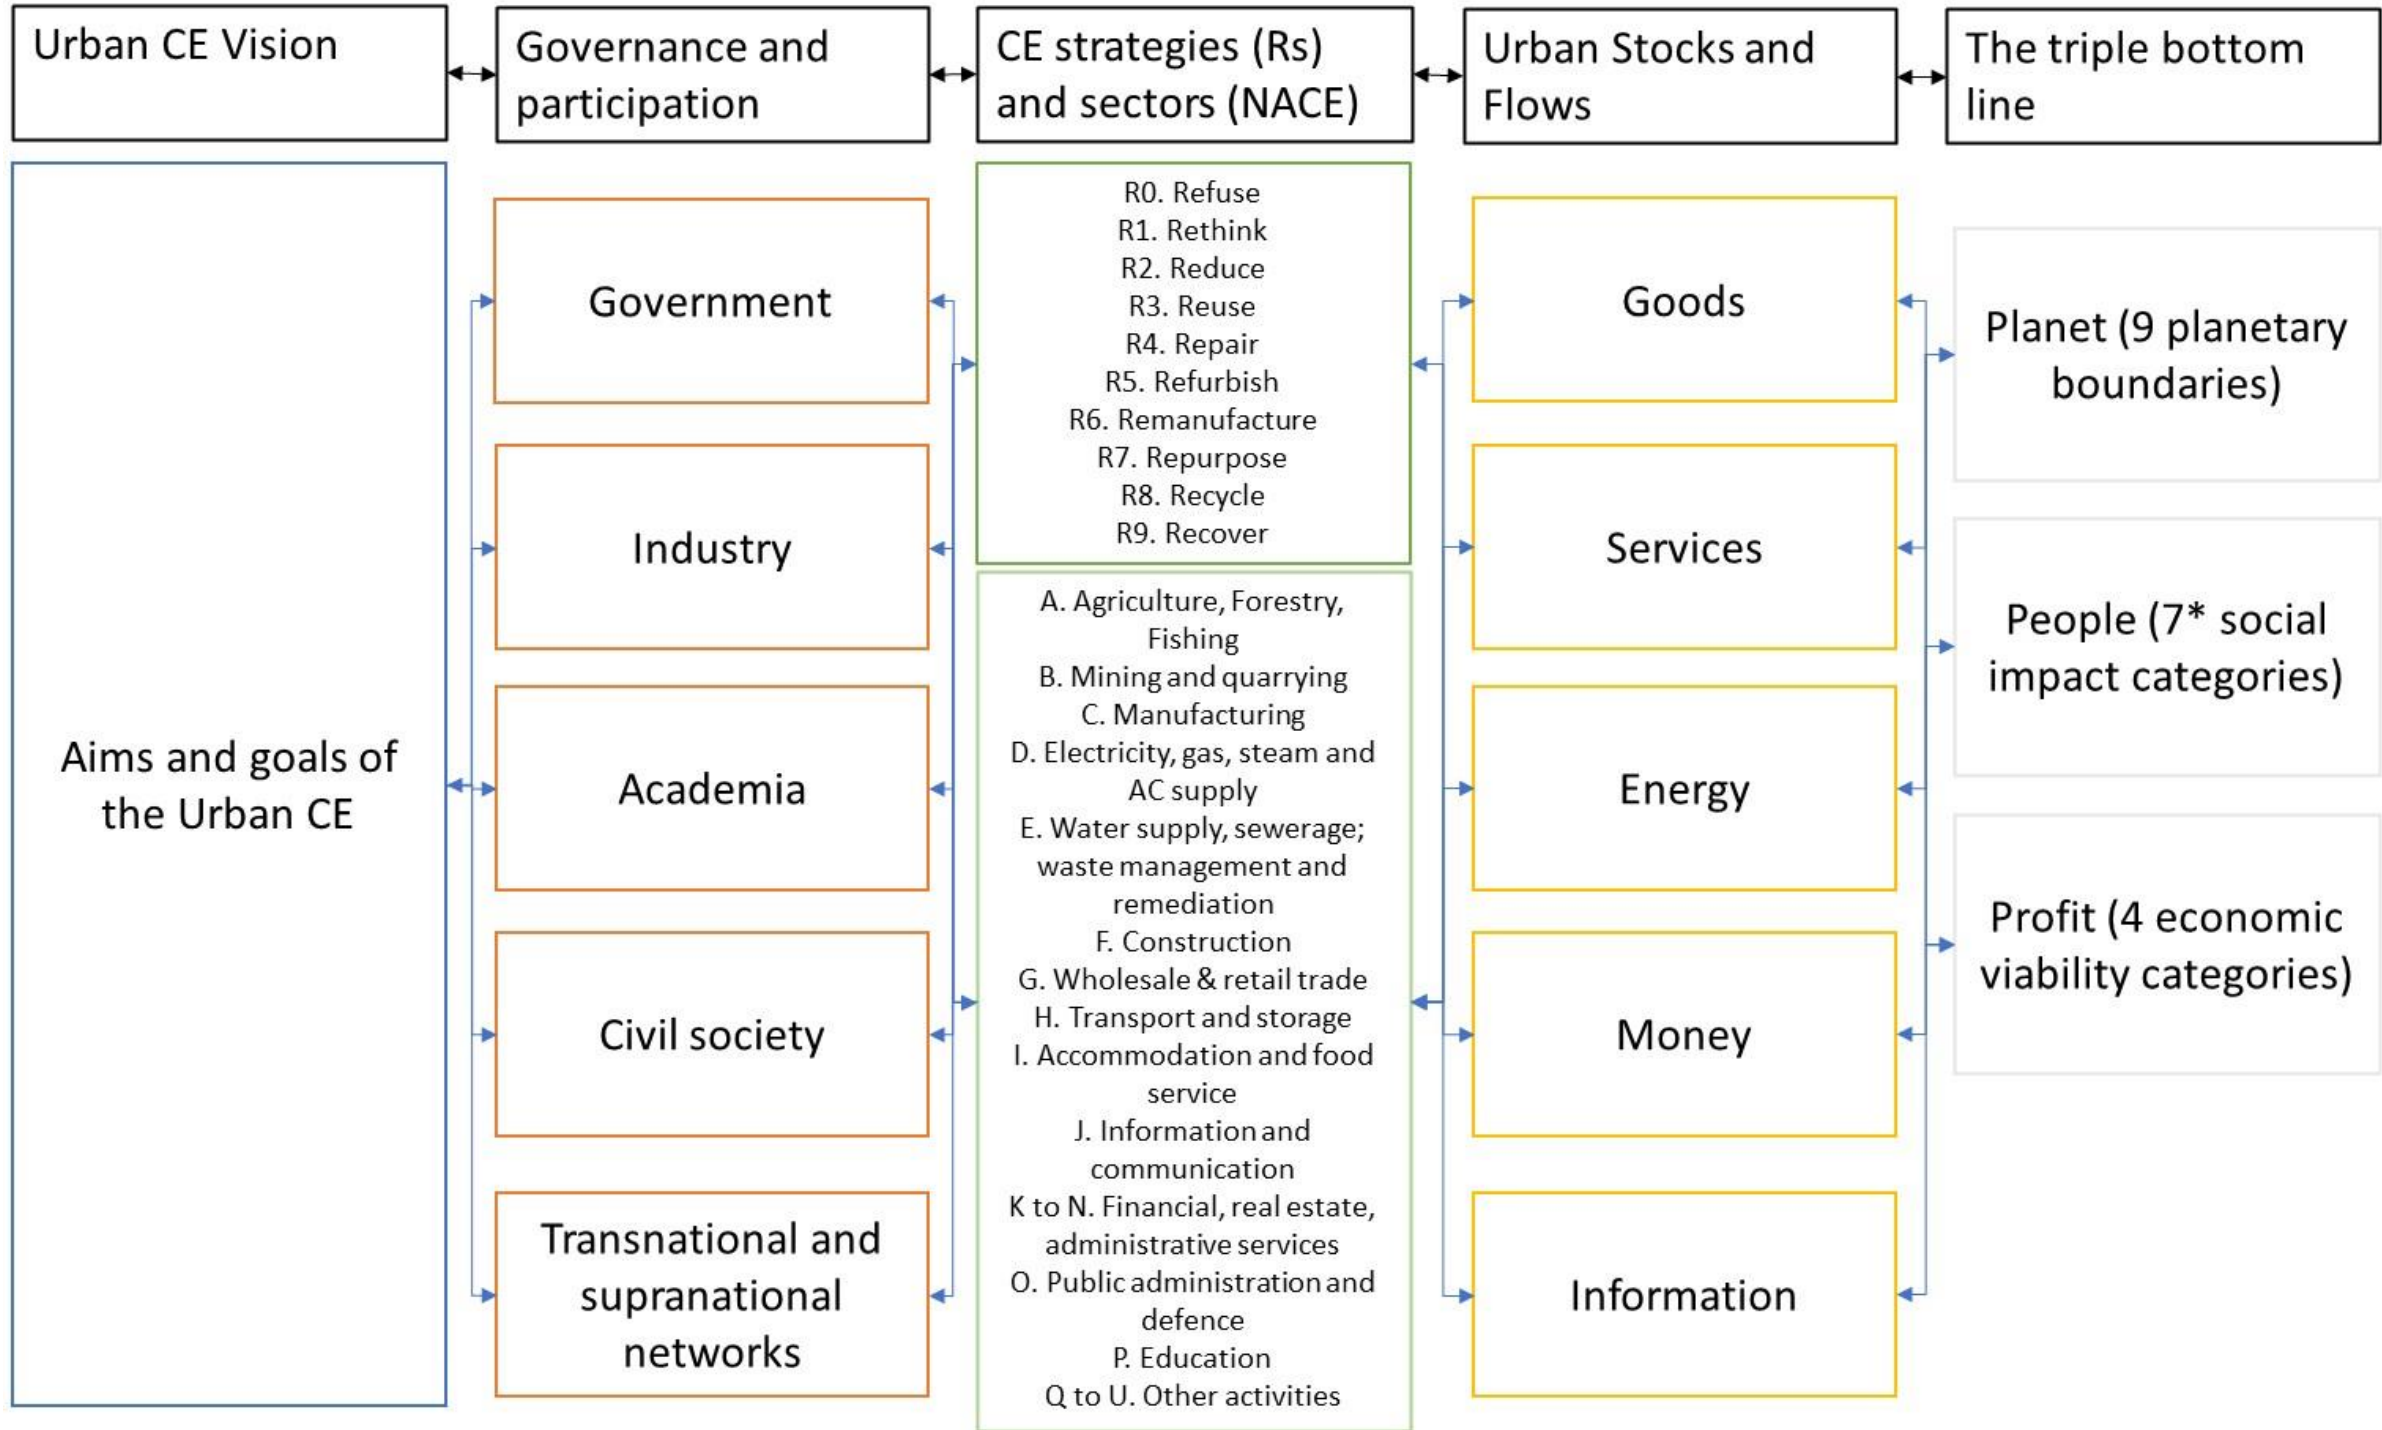 Urban CE Vision
Governance and
participation
CE strategies (Rs)
and sectors (NACE)
Urban Stocks and
Flows
The triple bottom
line
Aims and goals of
the Urban CE
Government
Industry
Academia
Civil society
Transnational and
supranational
networks
R0. Refuse
R1. Rethink
R2. Reduce
R3. Reuse
R4. Repair
R5. Refurbish
R6. Remanufacture
R7. Repurpose
R8. Recycle
R9. Recover
A. Agriculture, Forestry,
Fishing
B. Mining and quarrying
C. Manufacturing
D. Electricity, gas, steam and
AC supply
E. Water supply, sewerage;
waste management and
remediation
F. Construction
G. Wholesale & retail trade
H. Transport and storage
I. Accommodation and food
service
J. Information and
communication
K to N. Financial, real estate,
administrative services
O. Public administration and
defence
P. Education
Q to U. Other activities
Goods
Services
Energy
Money
Information
Planet (9 planetary
boundaries)
People (7* social
impact categories)
Profit (4 economic
viability categories)